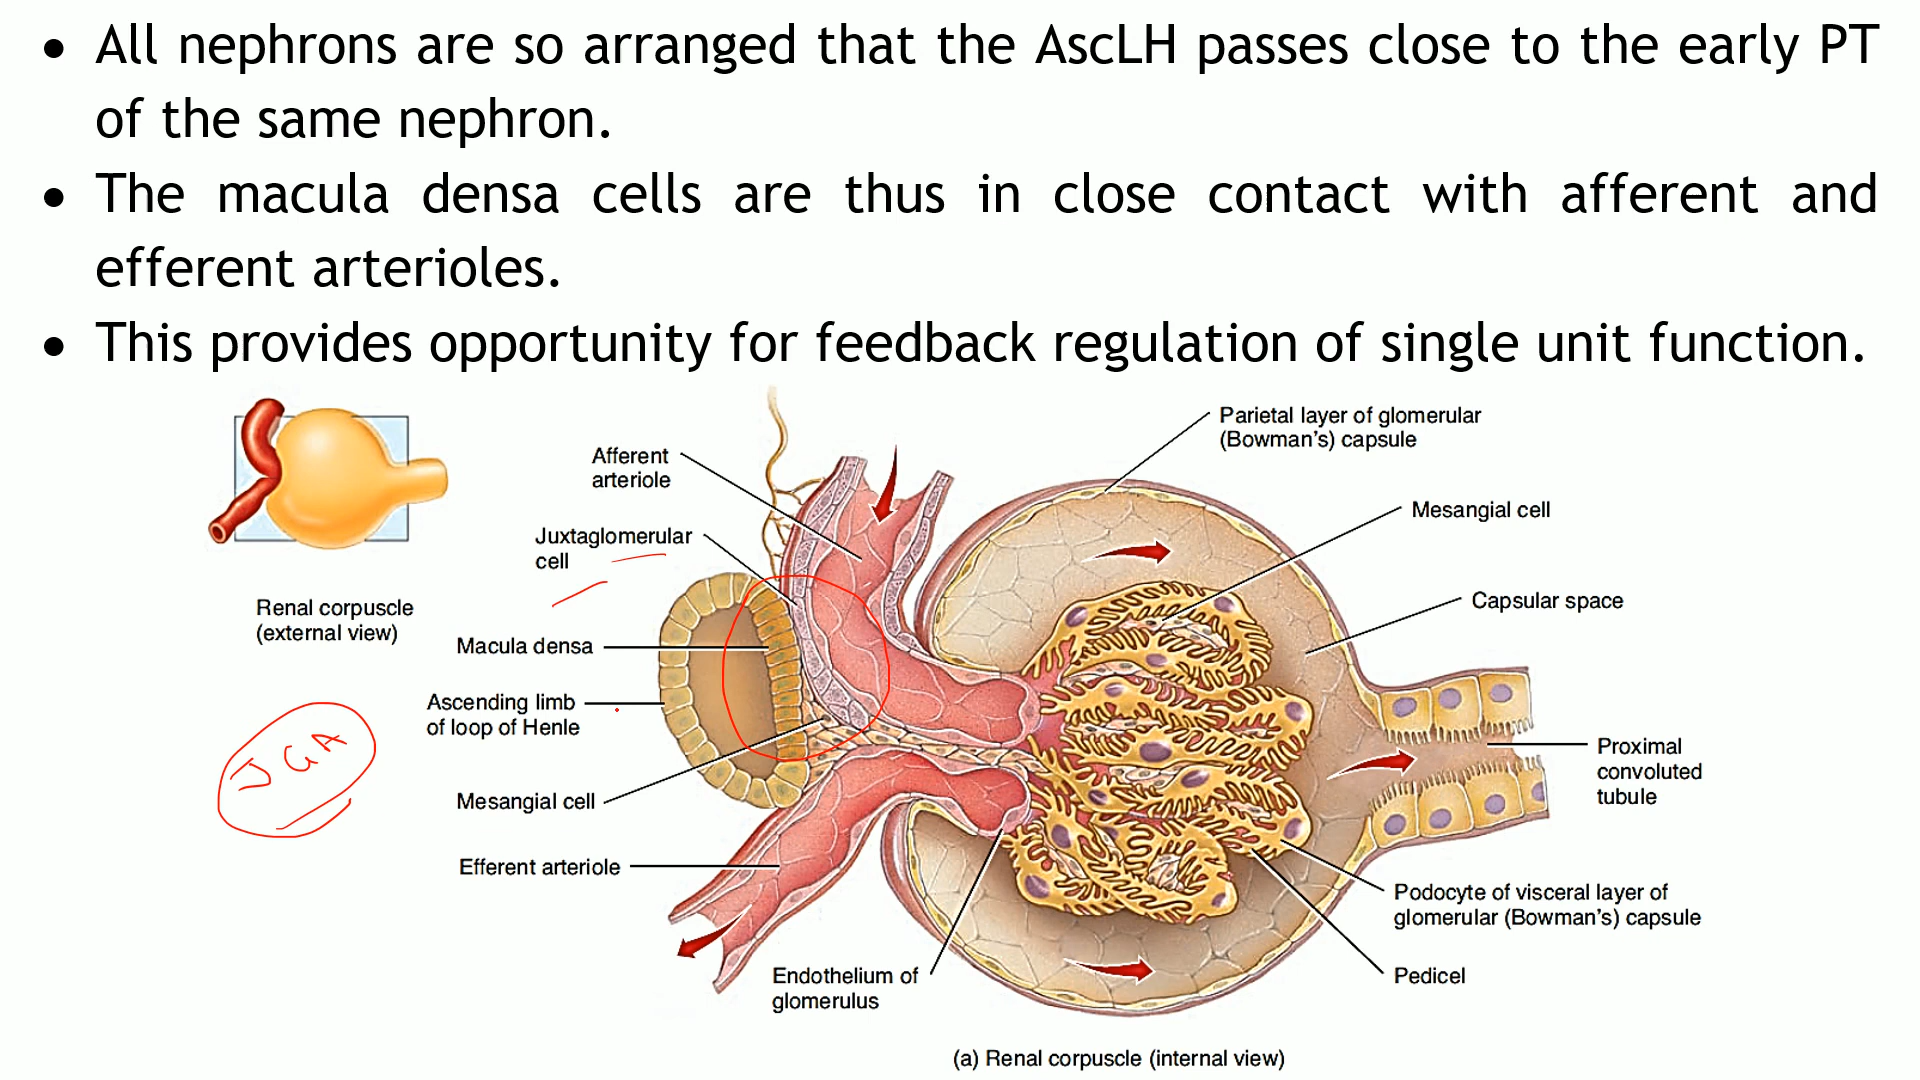 • All nephrons are so arranged that the AscLH passes close to the early PT
of the same nephron.
• The macula densa cells are thus in close contact with afferent and
efferent arterioles.
• This provides opportunity for feedback regulation of single unit function.
Parietal layer of glomerular
(Bowman's) capsule
Afferent
arteriole
Mesangial cell
Juxtaglomerular
cell
Capsular space
Renal corpuscle
(external view)
Macula densa
Ascending limb
of loop of Henle
JGA
Proximal
convoluted
tubule
Mesangial cell
Efferent arteriole
Podocyte of visceral layer of
glomerular (Bowman's) capsule
Endothelium of
glomerulus
Pedicel
(a) Renal corpuscle (internal view)